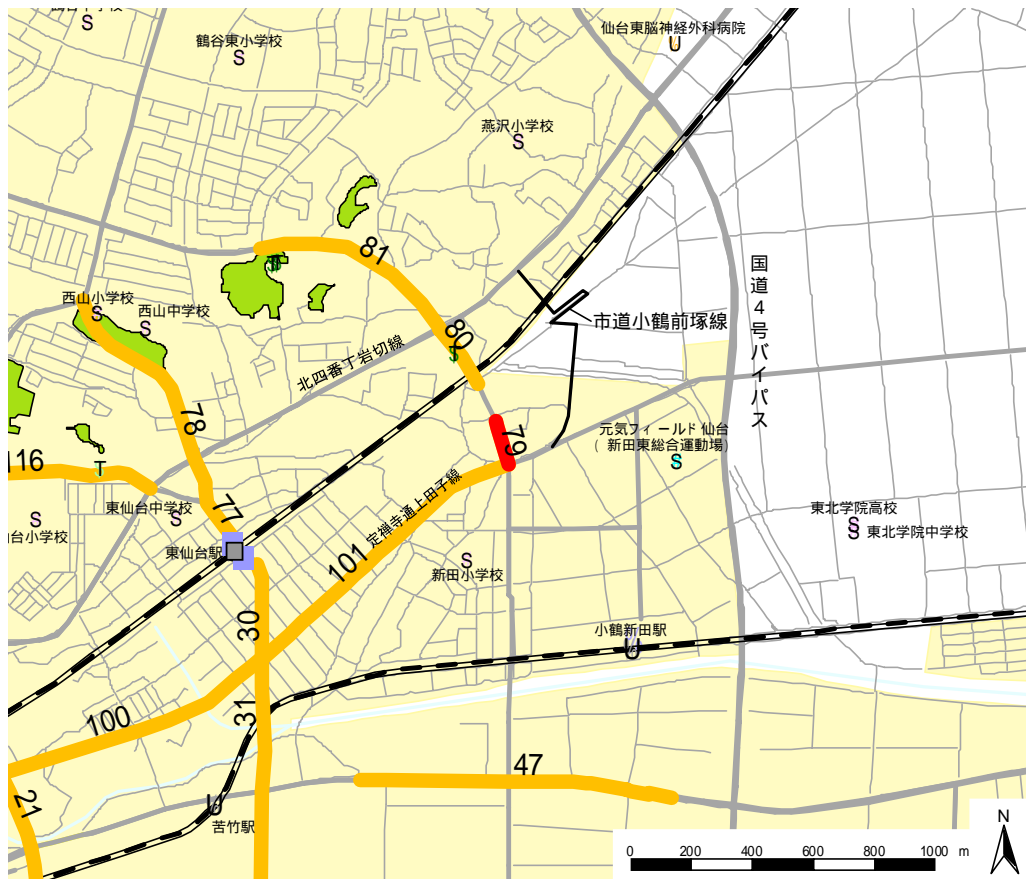 仙台東脳神経外科病院
U
S
鶴谷東小学校
S
燕沢小学校
S
81
国道4号バイパス
西山小学校
S
西山中学校
S
80
市道小鶴前塚線
北四番丁岩切線
78
79
元気フィールド仙台
( 新田東総合運動場)
S
116
T
定禅寺通上田子線
77
東仙台中学校
S
東北学院高校
S
東北学院中学校
S
台小学校
東仙台駅
101
S
新田小学校
30
小鶴新田駅
U
31
100
47
21
U
苦竹駅
N
0 200 400 600 800 1000 m